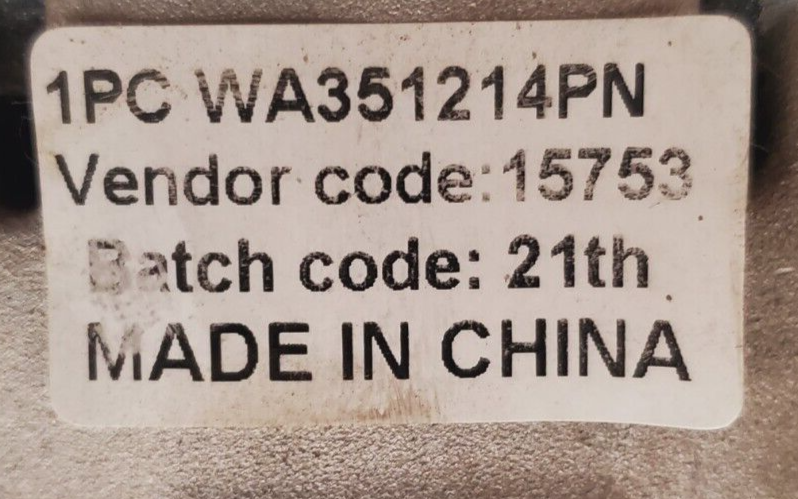 1PC WA351214PN
Vendor code:15753
Batch code: 21th
MADE IN CHINA